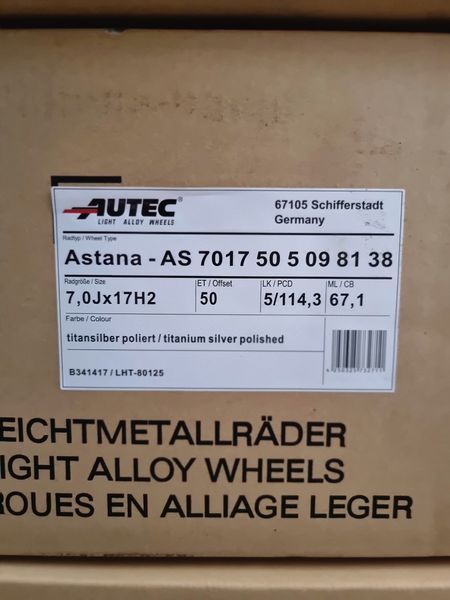 AUTEC®
LIGHT ALLOY WHEELS
67105 Schifferstadt
Germany
Radtyp / Wheel Type
Astana - AS 7017 50 5 09 81 38
Radgröße / Size
ET / Offset
LK / PCD
ML / CB
7,0Jx17H2
50
5/114,3
67,1
Farbe / Colour
titansilber poliert / titanium silver polished
B341417 / LHT-80125
EICHTMETALLRÄDER
IGHT ALLOY WHEELS
ROUES EN ALLIAGE LEGER